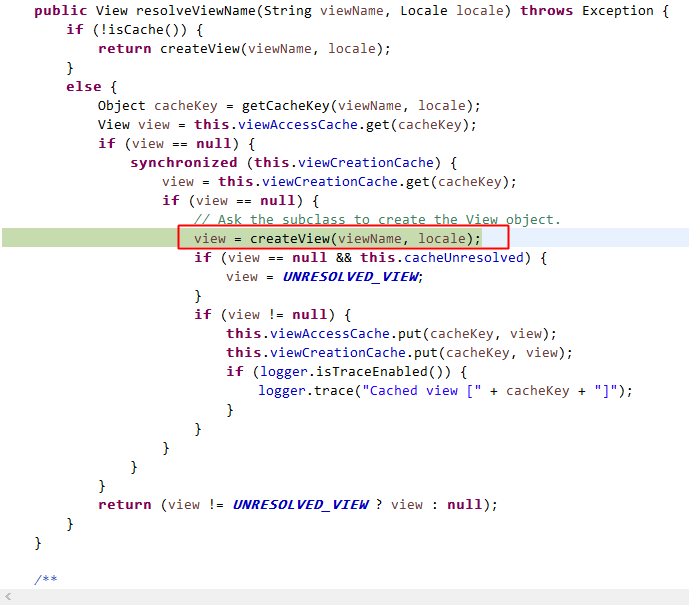 public View resolveViewName(String viewName, Locale locale) throws Exception {
    if (!isCache()) {
        return createView(viewName, locale);
    }
    else {
        Object cacheKey = getCacheKey(viewName, locale);
        View view = this.viewAccessCache.get(cacheKey);
        if (view == null) {
            synchronized (this.viewCreationCache) {
                view = this.viewCreationCache.get(cacheKey);
                if (view == null) {
                    // Ask the subclass to create the View object.
                    view = createView(viewName, locale);
                    if (view == null && this.cacheUnresolved) {
                        view = UNRESOLVED_VIEW;
                    }
                    if (view != null) {
                        this.viewAccessCache.put(cacheKey, view);
                        this.viewCreationCache.put(cacheKey, view);
                        if (logger.isTraceEnabled()) {
                            logger.trace("Cached view [" + cacheKey + "]");
                        }
                    }
                }
            }
        }
        return (view != UNRESOLVED_VIEW ? view : null);
    }
}

/**